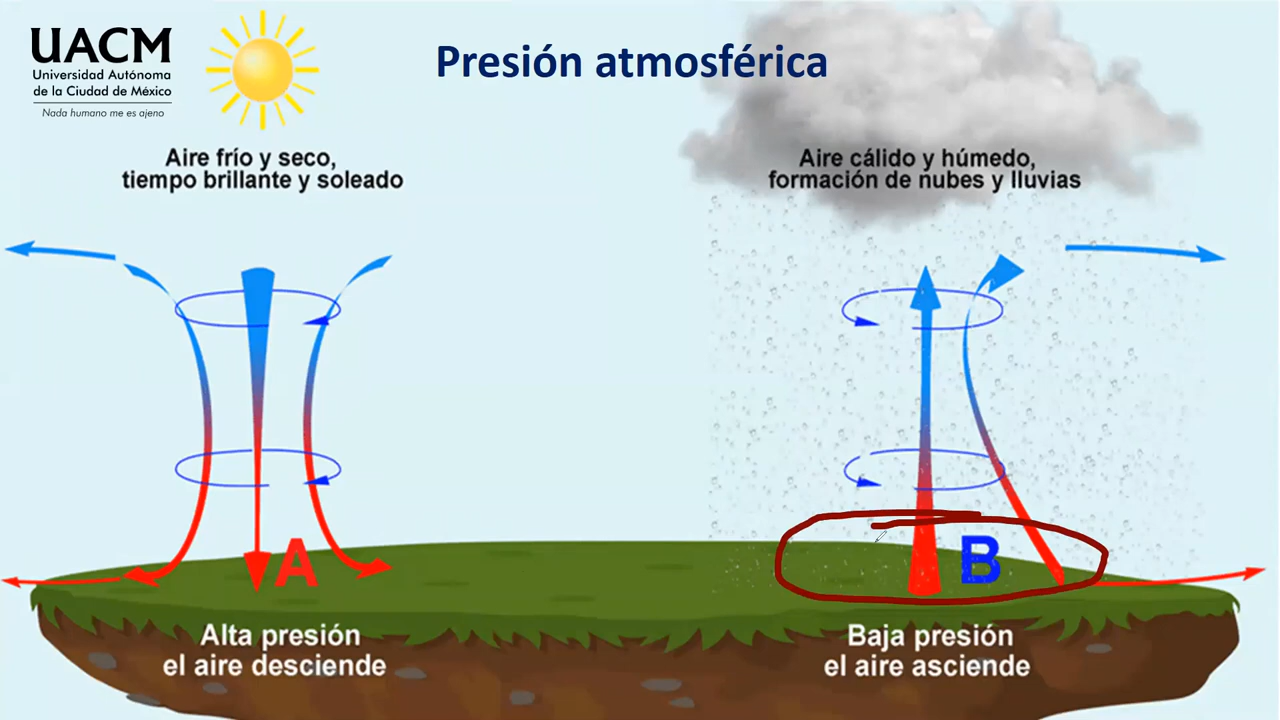 UACM
Universidad Autónoma
de la Ciudad de México
Nada humano me es ajeno
Presión atmosférica
Aire frío y seco,
tiempo brillante y soleado
Aire cálido y húmedo,
formación de nubes y lluvias
A
B
Alta presión
el aire desciende
Baja presión
el aire asciende